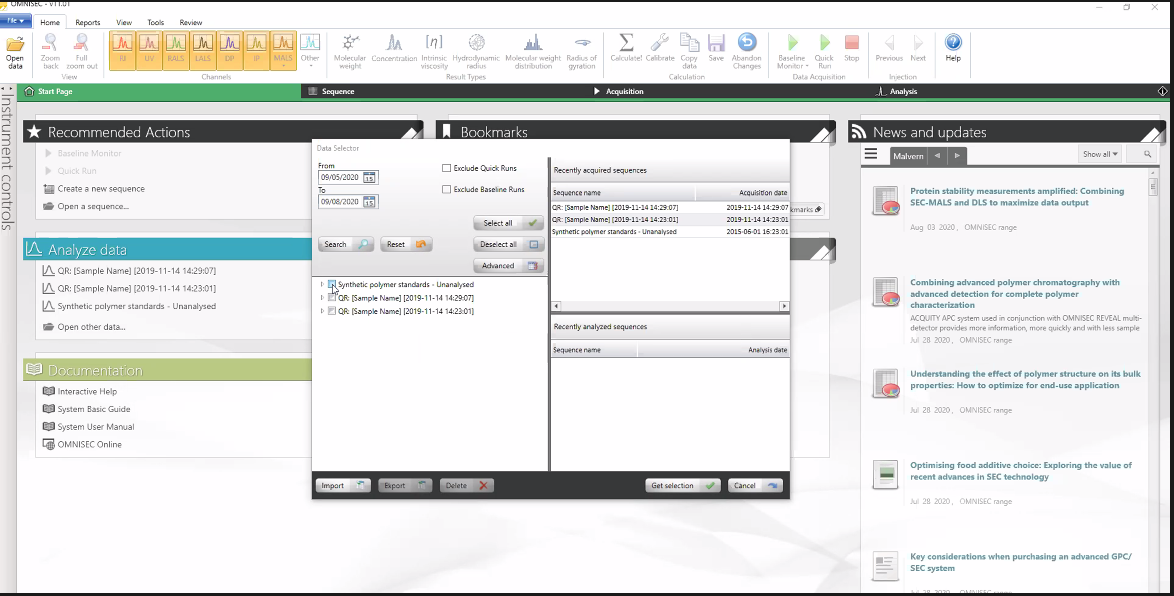 OMNISEC - v11.01
File
Home
Reports
View
Tools
Review
Open data
Zoom back
Full zoom out
RI
UV
RALS
LALS
DP
IP
MALS
Other
Molecular weight
Concentration
Intrinsic viscosity
Hydrodynamic radius
Molecular weight distribution
Radius of gyration
Calculate!
Calibrate
Copy data
Save
Abandon Changes
Baseline Monitor
Quick Run
Stop
Previous
Next
Help
View
Channels
Result Types
Calculation
Data Acquisition
Injection
Start Page
Sequence
Acquisition
Analysis
Instrument controls
Recommended Actions
Baseline Monitor
Quick Run
Create a new sequence
Open a sequence...
Analyze data
QR: [Sample Name] [2019-11-14 14:29:07]
QR: [Sample Name] [2019-11-14 14:23:01]
Synthetic polymer standards - Unanalysed
Open other data...
Documentation
Interactive Help
System Basic Guide
System User Manual
OMNISEC Online
Bookmarks
Data Selector
From
09/05/2020
15
To
09/08/2020
15
Exclude Quick Runs
Exclude Baseline Runs
Select all
Search
Reset
Deselect all
Advanced
Synthetic polymer standards - Unanalysed
QR: [Sample Name] [2019-11-14 14:29:07]
QR: [Sample Name] [2019-11-14 14:23:01]
Recently acquired sequences
Sequence name
Acquisition date
QR: [Sample Name] [2019-11-14 14:29:07]
2019-11-14 14:29:07
QR: [Sample Name] [2019-11-14 14:23:01]
2019-11-14 14:23:01
Synthetic polymer standards - Unanalysed
2015-06-01 16:23:01
Recently analyzed sequences
Sequence name
Analysis date
Import
Export
Delete
Get selection
Cancel
kmarks
News and updates
Malvern
Show all
Protein stability measurements amplified: Combining
SEC-MALS and DLS to maximize data output
Aug 03 2020 , OMNISEC range
Combining advanced polymer chromatography with
advanced detection for complete polymer
characterization
ACQUITY APC system used in conjunction with OMNISEC REVEAL multi-
detector provides more information, more quickly and with less sample
Jul 28 2020 , OMNISEC range
Understanding the effect of polymer structure on its bulk
properties: How to optimize for end-use application
Jul 28 2020 , OMNISEC range
Optimising food additive choice: Exploring the value of
recent advances in SEC technology
Jul 28 2020 , OMNISEC range
Key considerations when purchasing an advanced GPC/
SEC system
Jul 28 2020 , OMNISEC range